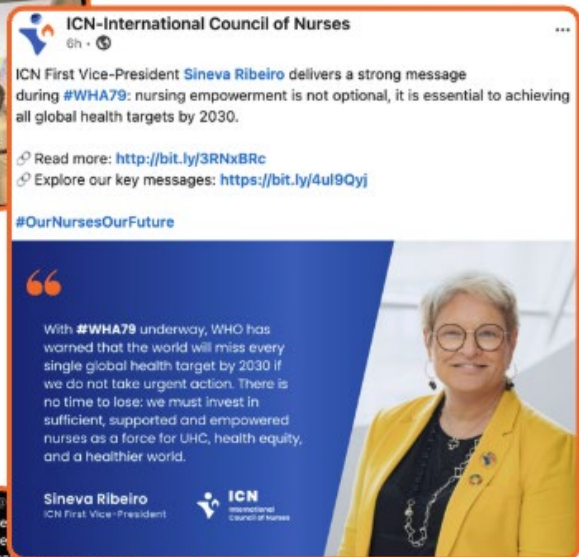 ICN-International Council of Nurses
6h
ICN First Vice-President Sineva Ribeiro delivers a strong message
during #WHA79: nursing empowerment is not optional, it is essential to achieving
all global health targets by 2030.
Read more: http://bit.ly/3RNxBRc
Explore our key messages: https://bit.ly/4ul9Qyj
#OurNursesOurFuture
With #WHA79 underway, WHO has
warned that the world will miss every
single global health target by 2030 if
we do not take urgent action. There is
no time to lose: we must invest in
sufficient, supported and empowered
nurses as a force for UHC, health equity,
and a healthier world.
Sineva Ribeiro
ICN First Vice-President
ICN
International
Council of Nurses